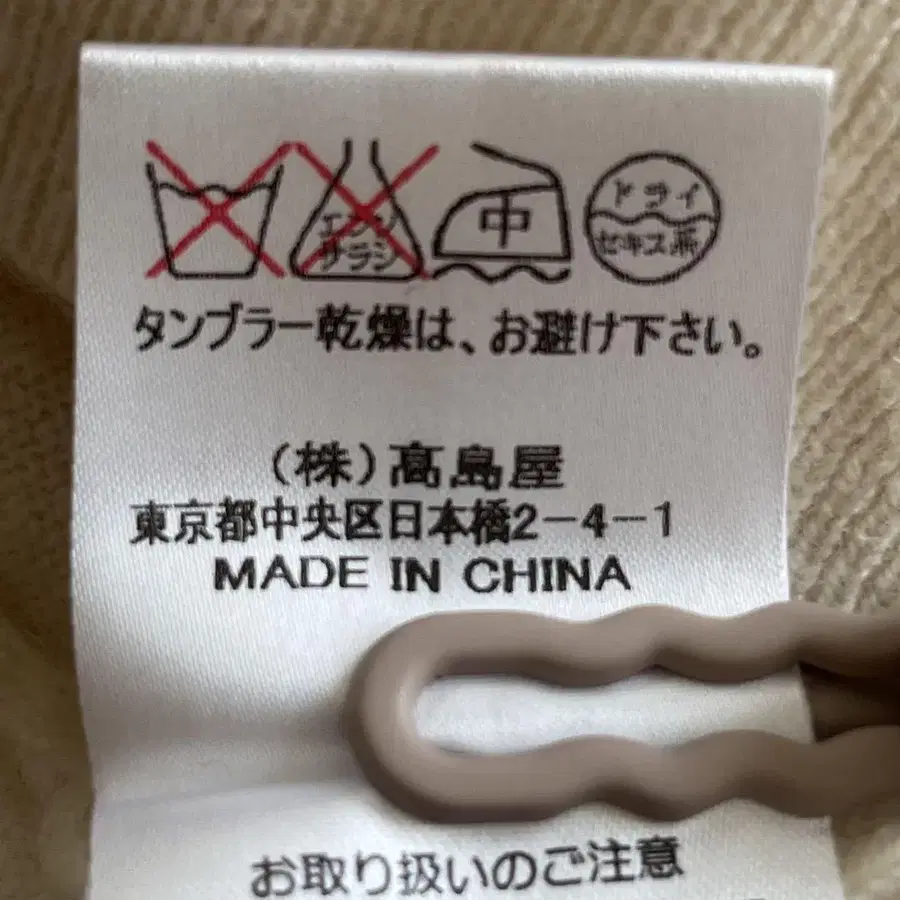 エンソ
サラシ
中
ドライ
セキユ系
タンブラー乾燥は、お避け下さい。
（株）高島屋
東京都中央区日本橋2－4－1
MADE IN CHINA
お取り扱いのご注意